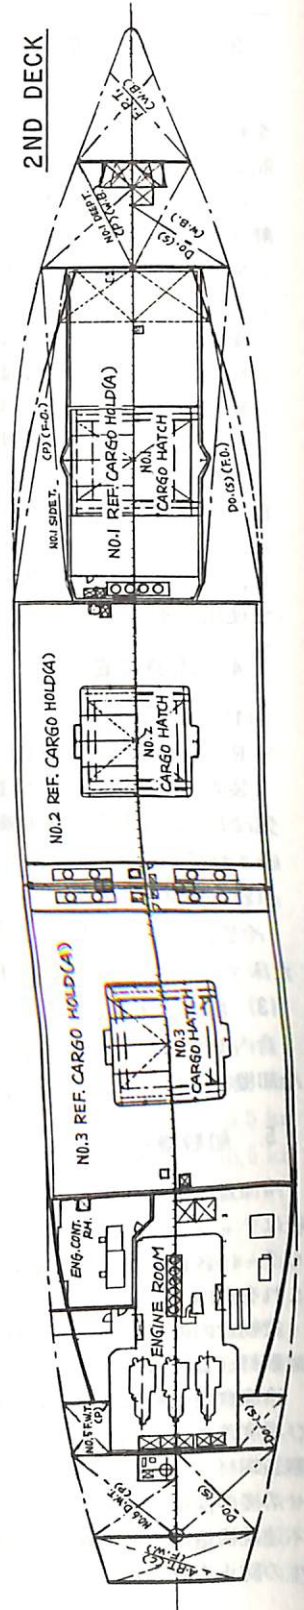 2ND DECK
F.P.T.
(W.B.)
NO.1 DEEP.T.
(P)(W.B.)
DO.(S)
(W.B.)
(P)(F.O.)
NO.1 SIDE T.
NO.1 REF. CARGO HOLD(A)
NO.1
CARGO HATCH
DO.(S)(F.O.)
NO.2 REF. CARGO HOLD(A)
NO.2
CARGO HATCH
NO.3 REF. CARGO HOLD(A)
NO.3
CARGO HATCH
ENG.CONT.
RM.
ENGINE ROOM
NO.5 F.W.T.
(P)
DO.(S)
NO.6 D.W.T.
(P)
DO.(S)
A.P.T.(C)
(F.W.)